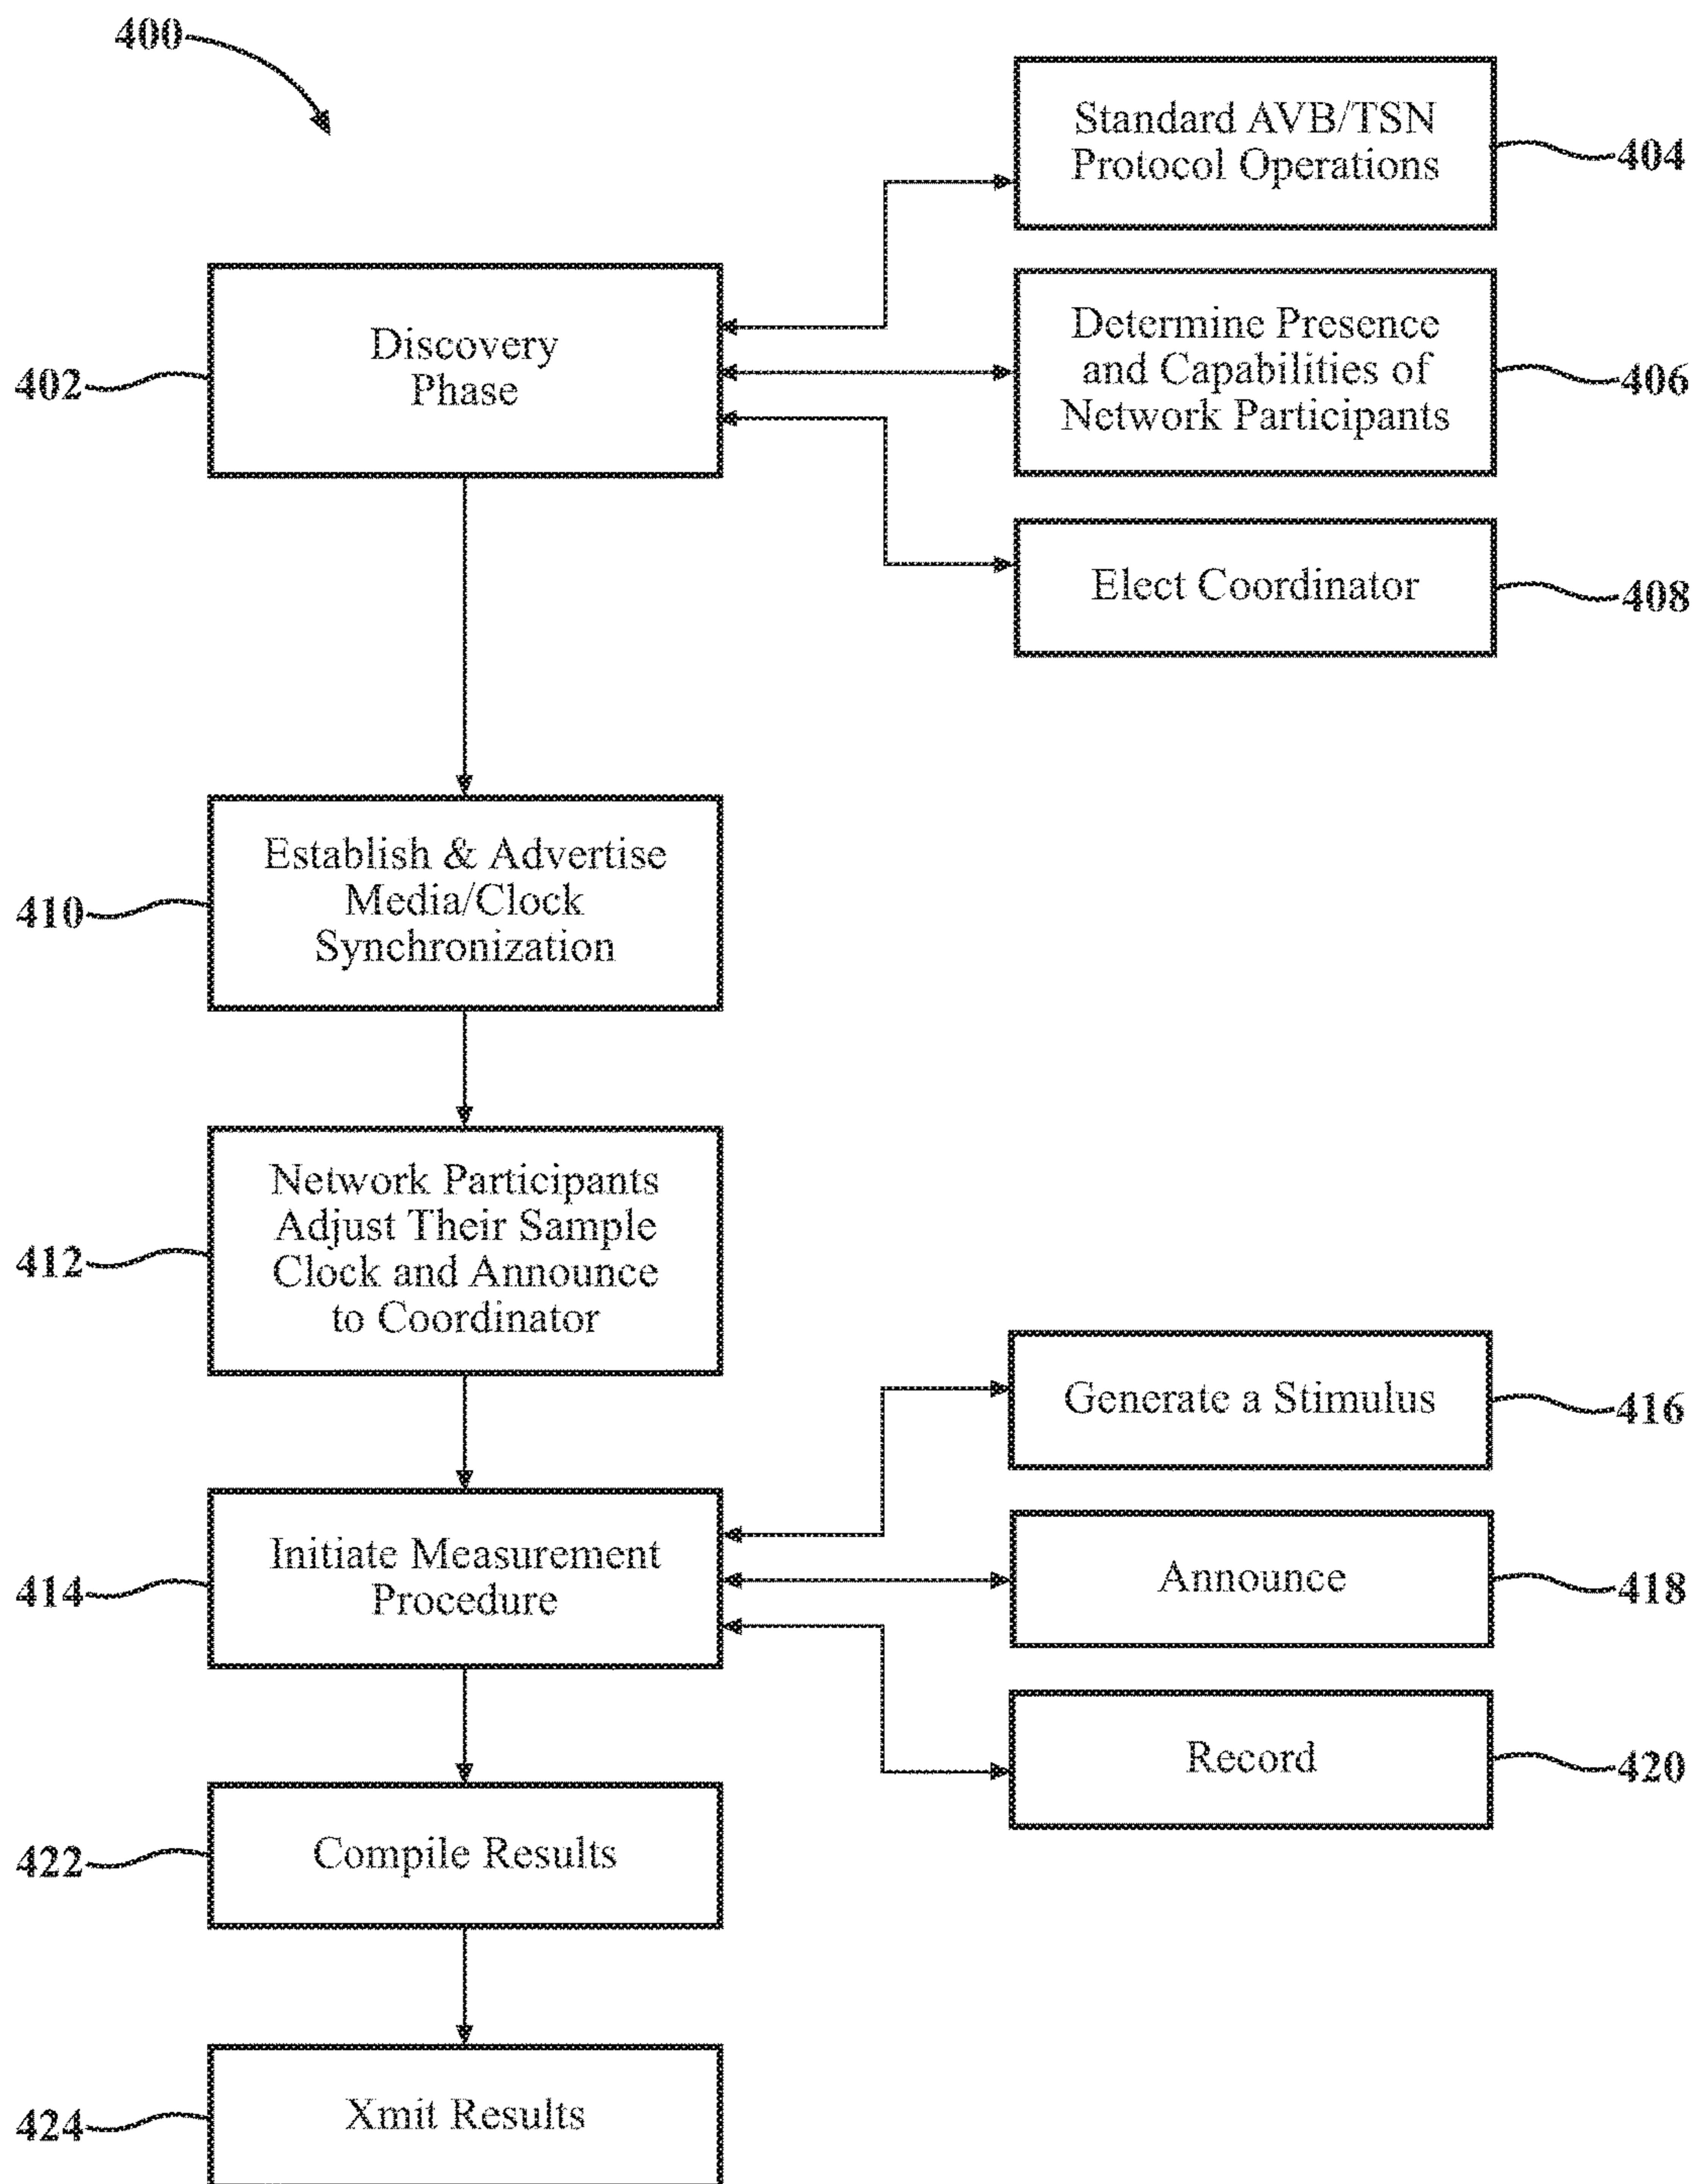 400
Standard AVB/TSN
Protocol Operations
404
Discovery
Phase
402
Determine Presence
and Capabilities of
Network Participants
406
Elect Coordinator
408
Establish & Advertise
Media/Clock
Synchronization
410
Network Participants
Adjust Their Sample
Clock and Announce
to Coordinator
412
Initiate Measurement
Procedure
414
Generate a Stimulus
416
Announce
418
Record
420
Compile Results
422
Xmit Results
424